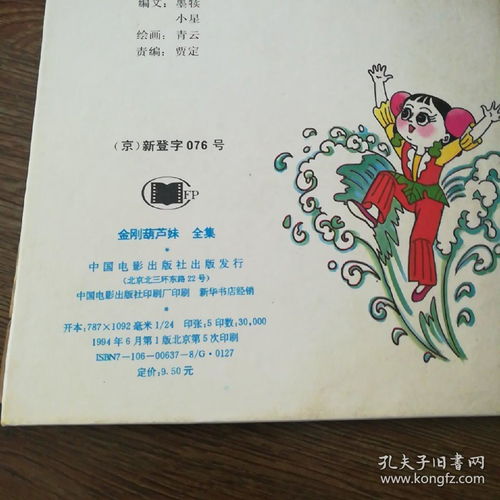 编文：墨犊
小星
绘画：青云
责编：贾定
（京）新登字076号
CFP
金刚葫芦妹 全集
中国电影出版社出版发行
（北京北三环东路22号）
中国电影出版社印刷厂印刷 新华书店经销
开本：787×1092毫米1/24 印张：5印数：30,000
1994年6月第1版北京第5次印刷
ISBN7-106-00637-8/G·0127
定价：9.50元
孔夫子旧书网
www.kongfz.com